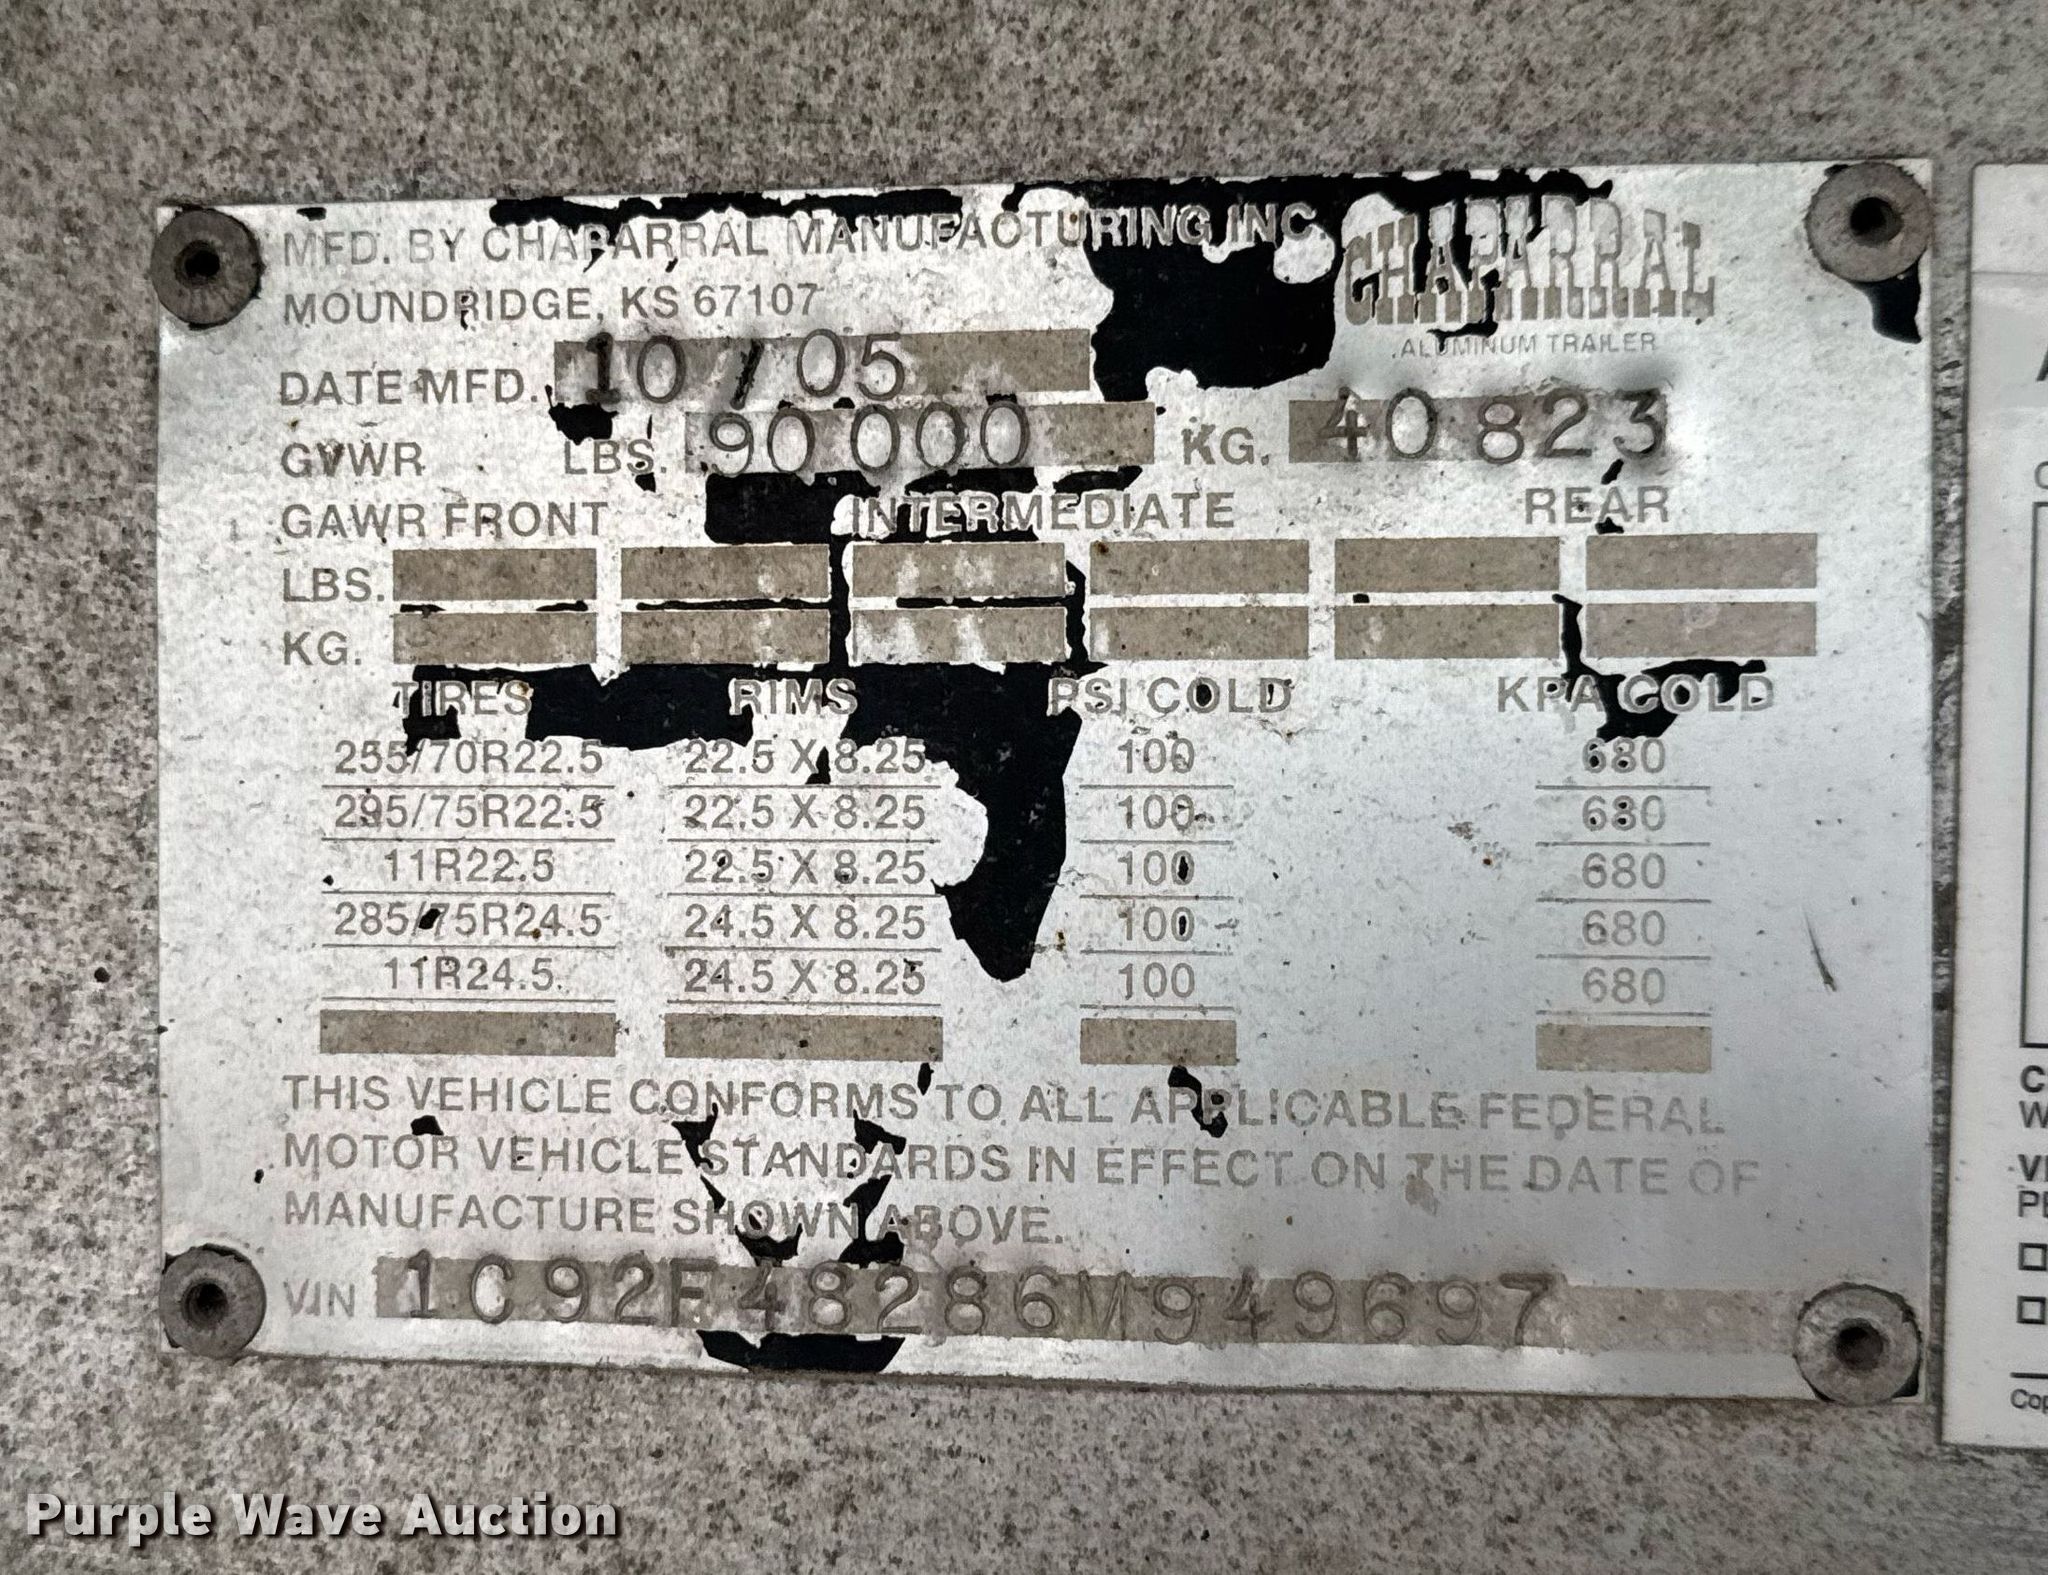 MFD. BY CHAPARRAL MANUFACTURING INC.
CHAPARRAL
ALUMINUM TRAILER
MOUNDRIDGE, KS 67107
DATE MFD. 10 / 05
GVWR LBS. 90000 KG. 40823
GAWR FRONT INTERMEDIATE REAR
LBS.
KG.
TIRES RIMS PSI COLD KPA COLD
255/70R22.5 22.5 X 8.25 100 680
295/75R22.5 22.5 X 8.25 100 680
11R22.5 22.5 X 8.25 100 680
285/75R24.5 24.5 X 8.25 100 680
11R24.5 24.5 X 8.25 100 680
THIS VEHICLE CONFORMS TO ALL APPLICABLE FEDERAL
MOTOR VEHICLE STANDARDS IN EFFECT ON THE DATE OF
MANUFACTURE SHOWN ABOVE.
VIN 1C92F48286M949697
Purple Wave Auction